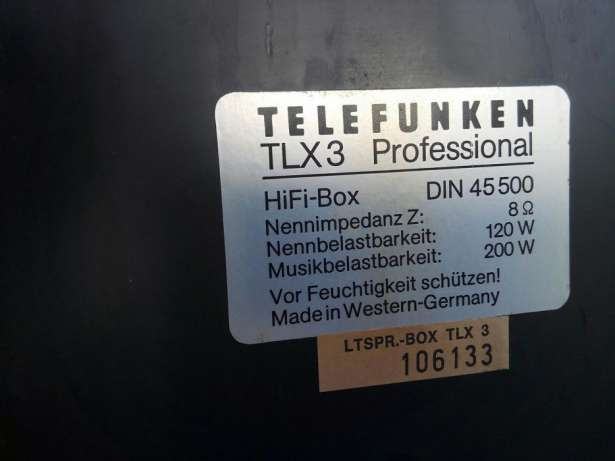 TELEFUNKEN
TLX3 Professional
HiFi-Box DIN 45500
Nennimpedanz Z: 8 Ω
Nennbelastbarkeit: 120 W
Musikbelastbarkeit: 200 W
Vor Feuchtigkeit schützen!
Made in Western-Germany
LTSPR.-BOX TLX 3
106133